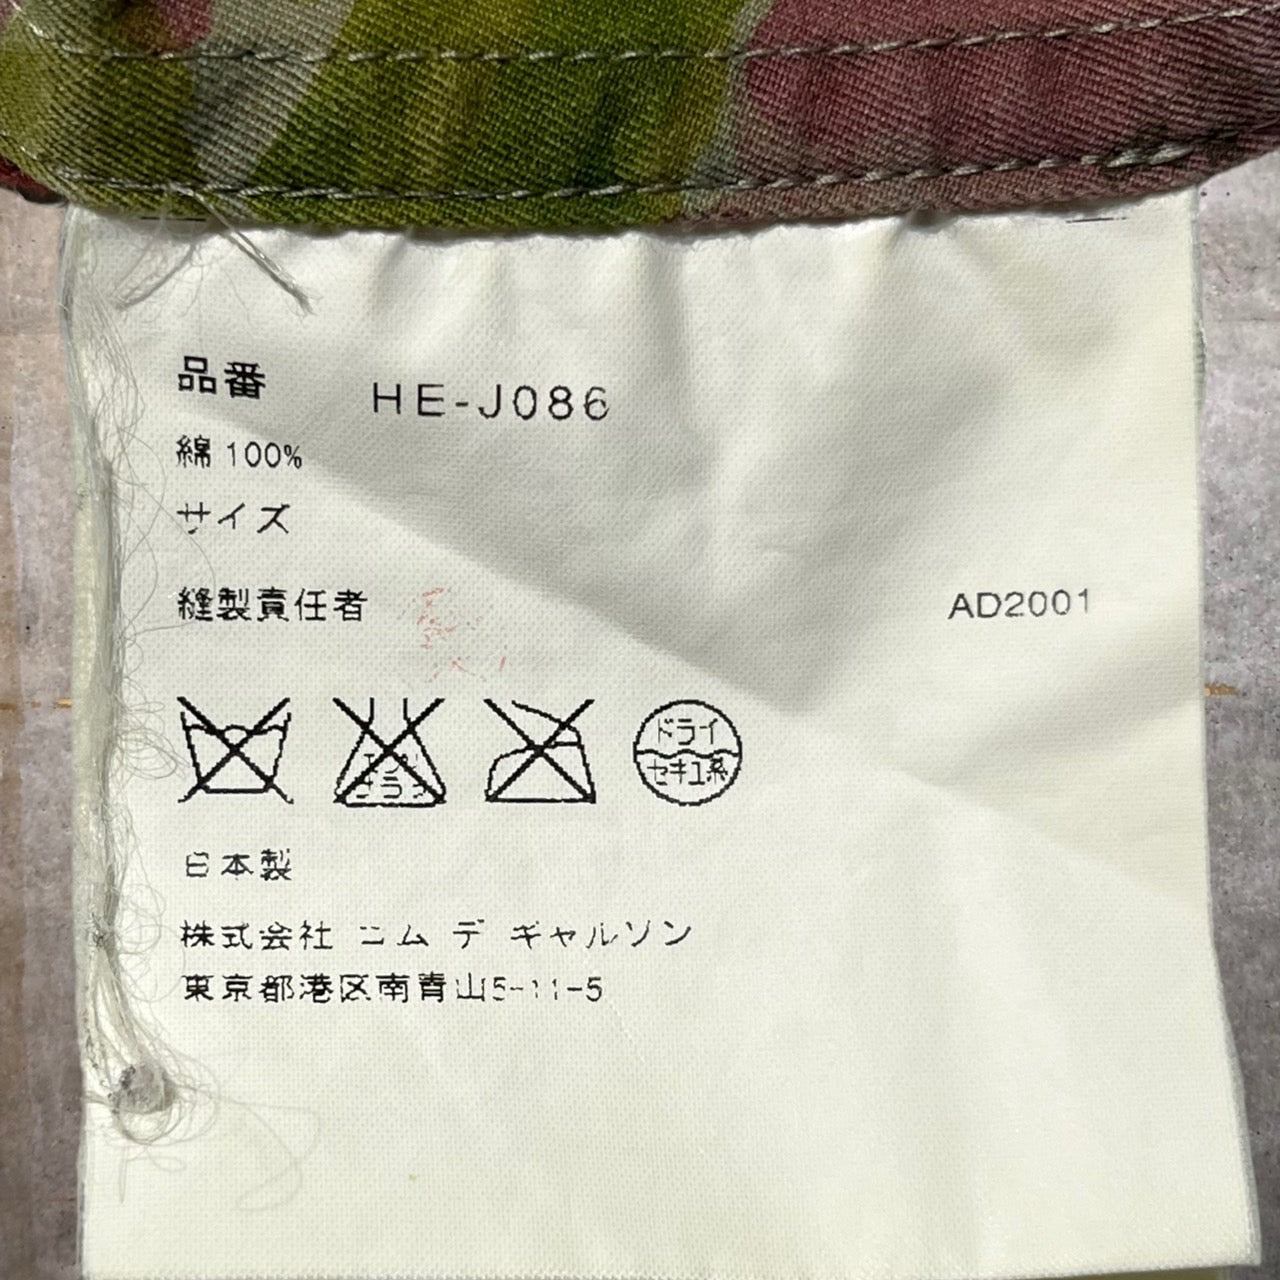 品番 HE-J086
綿 100%
サイズ
縫製責任者 AD2001
ドライ
セキユ系
日本製
株式会社 コム デ ギャルソン
東京都港区南青山5-11-5